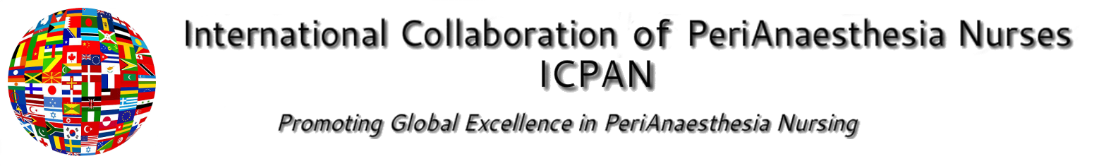 International Collaboration of PeriAnaesthesia Nurses
ICPAN
Promoting Global Excellence in PeriAnaesthesia Nursing